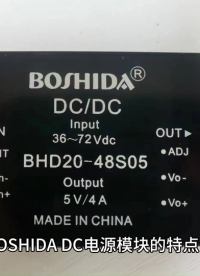 BOSHIDA®
DC/DC
Input
36~72Vdc
OUT▶
ADJ
BHD20-48S05
Vo-
Output
5V/4A
Vo+
MADE IN CHINA
OSHIDA DC电源模块的特点